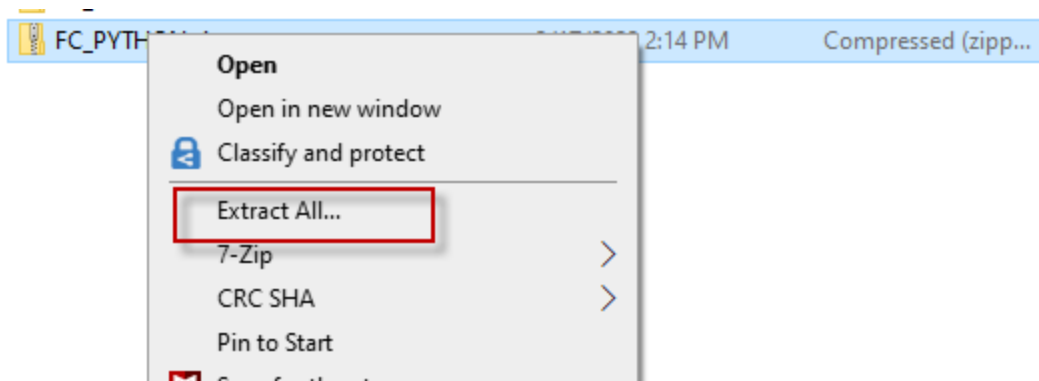 FC_PYTH 2:14 PM Compressed (zipp...
Open
Open in new window
Classify and protect
Extract All...
7-Zip
CRC SHA
Pin to Start